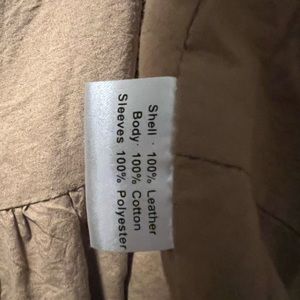 Shell · 100% Leather
Body· 100% Cotton
Sleeves 100% Polyester